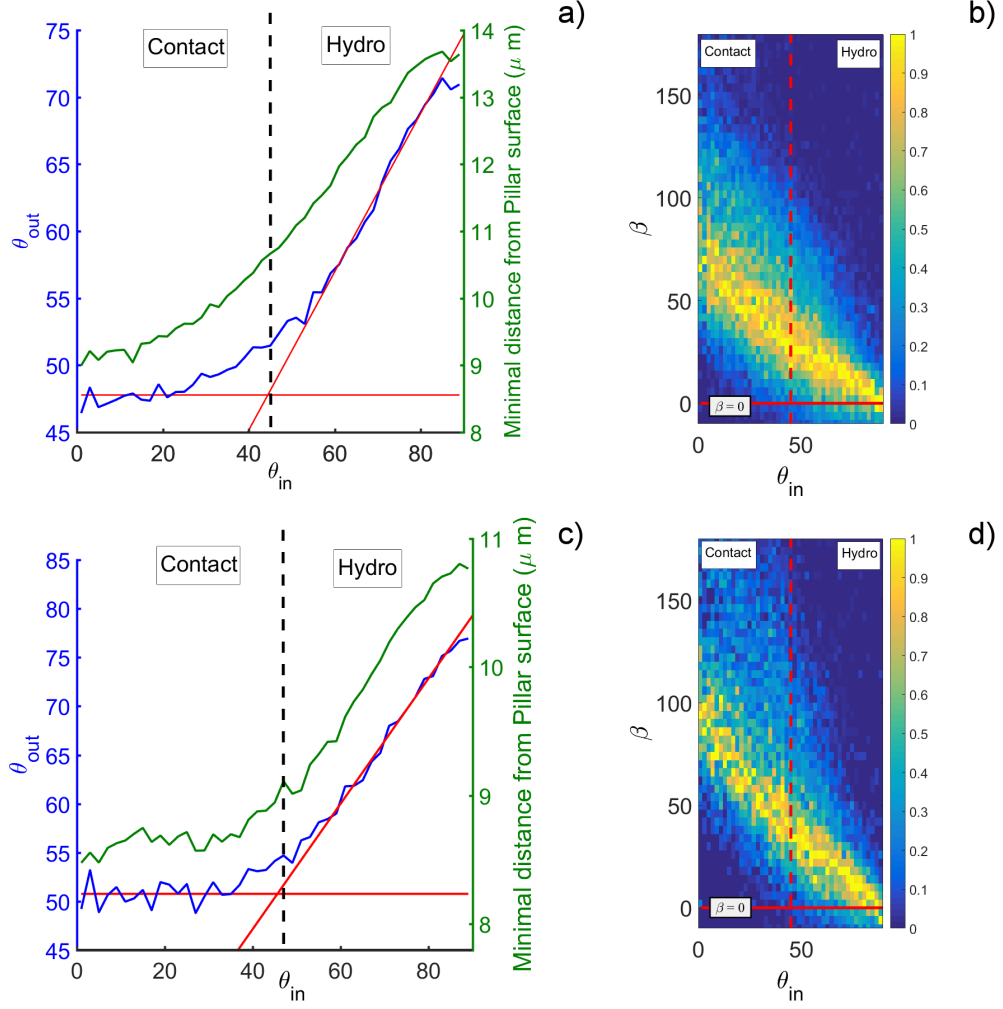 a)
75
70
65
60
55
50
45
θout
Contact
Hydro
14
13
12
11
10
9
8
Minimal distance from Pillar surface (μ m)
0 20 40 60 80
θin
b)
Contact
Hydro
150
100
50
0
β
β = 0
0 50
θin
1
0.9
0.8
0.7
0.6
0.5
0.4
0.3
0.2
0.1
0
c)
85
80
75
70
65
60
55
50
45
θout
Contact
Hydro
11
10
9
8
Minimal distance from Pillar surface (μ m)
0 20 40 60 80
θin
d)
Contact
Hydro
150
100
50
0
β
β = 0
0 50
θin
1
0.9
0.8
0.7
0.6
0.5
0.4
0.3
0.2
0.1
0